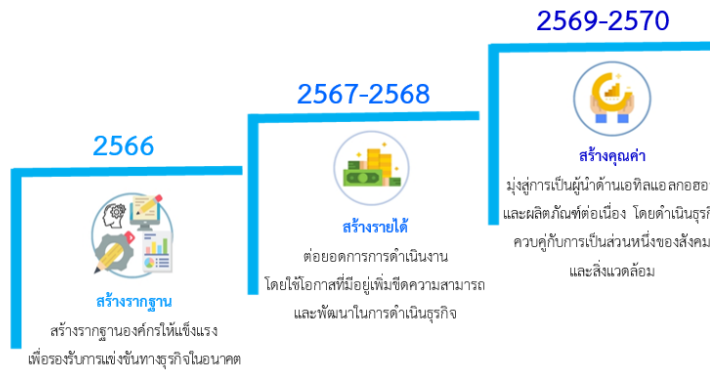 2566
สร้างรากฐาน
สร้างรากฐานองค์กรให้แข็งแรง
เพื่อรองรับการแข่งขันทางธุรกิจในอนาคต
2567-2568
สร้างรายได้
ต่อยอดการการดำเนินงาน
โดยใช้โอกาสที่มีอยู่เพิ่มขีดความสามารถ
และพัฒนาในการดำเนินธุรกิจ
2569-2570
สร้างคุณค่า
มุ่งสู่การเป็นผู้นำด้านเอทิลแอลกอฮอ
และผลิตภัณฑ์ต่อเนื่อง โดยดำเนินธุรกิ
ควบคู่กับการเป็นส่วนหนึ่งของสังคม
และสิ่งแวดล้อม